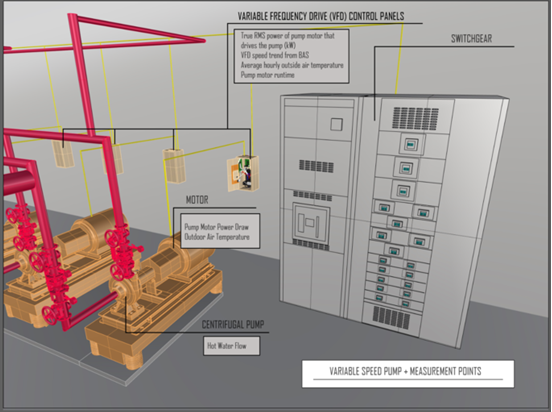 VARIABLE FREQUENCY DRIVE (VFD) CONTROL PANELS
True RMS power of pump motor that
drives the pump (kW)
VFD speed trend from BAS
Average hourly outside air temperature
Pump motor runtime
SWITCHGEAR
MOTOR
Pump Motor Power Draw
Outdoor Air Temperature
CENTRIFUGAL PUMP
Hot Water Flow
VARIABLE SPEED PUMP + MEASUREMENT POINTS